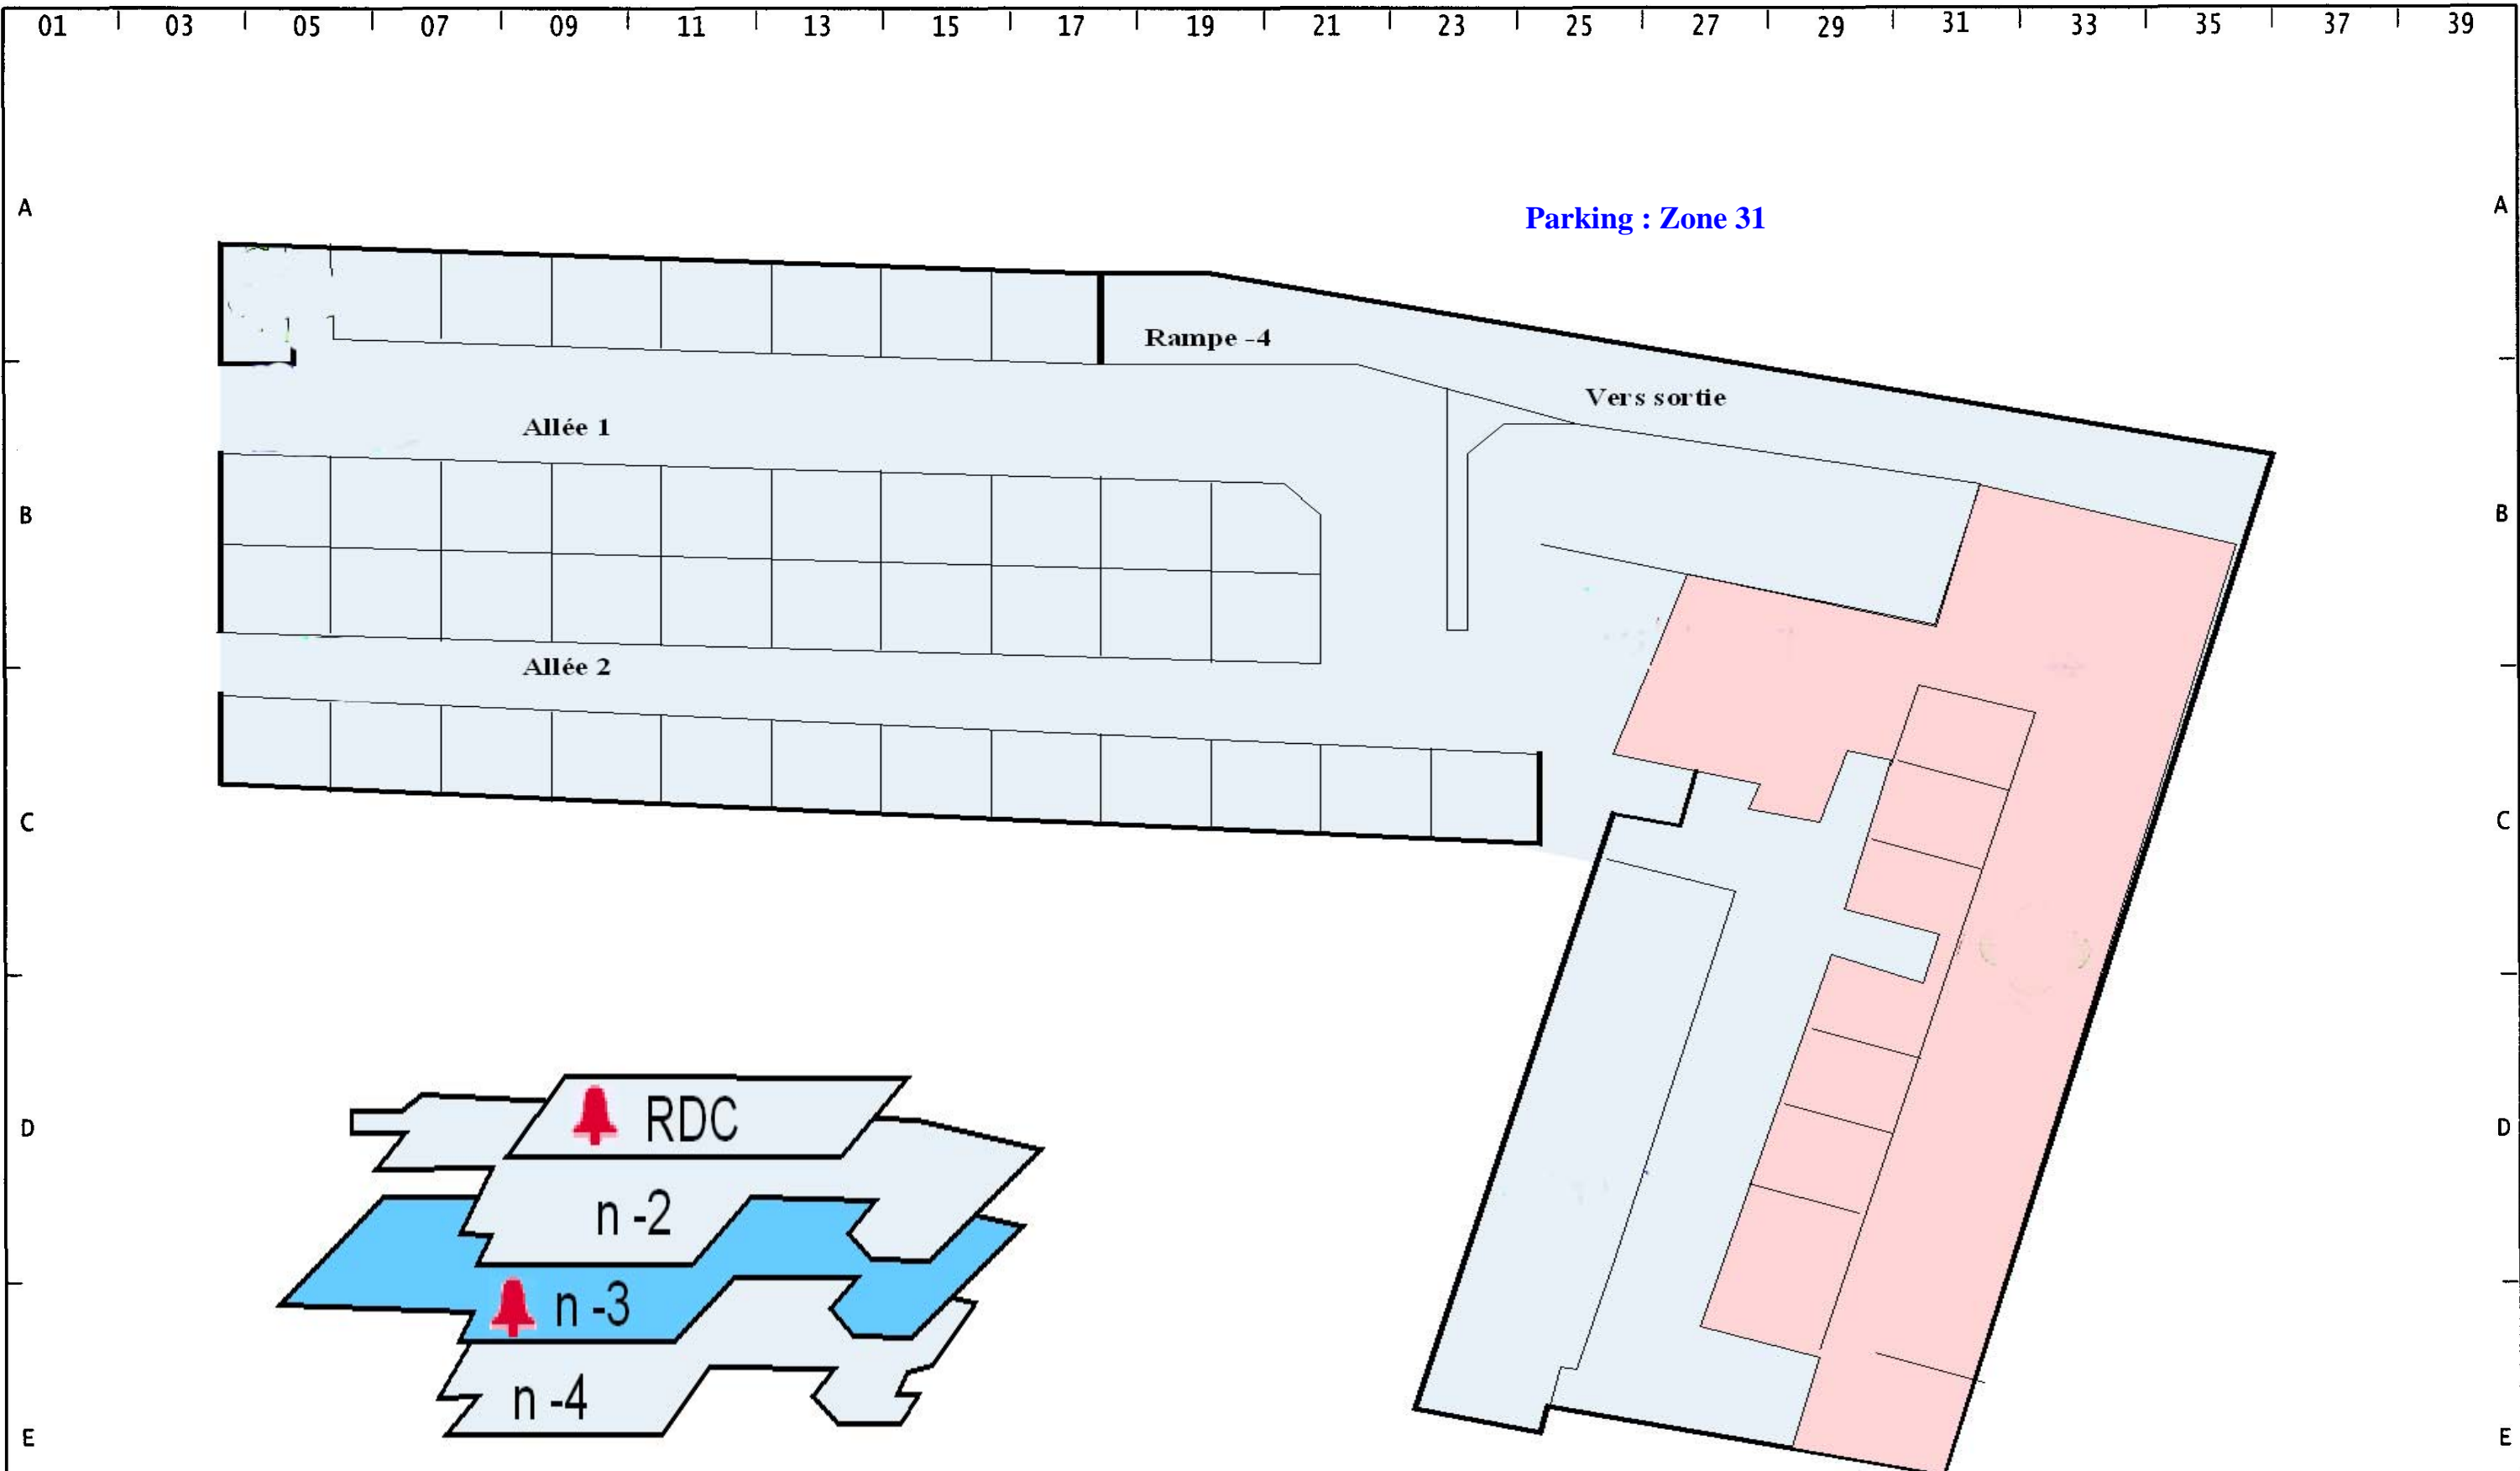 01 03 05 07 09 11 13 15 17 19 21 23 25 27 29 31 33 35 37 39
A A
Parking : Zone 31
Rampe -4
Vers sortie
Allée 1
B B
Allée 2
C C
RDC
D D
n -2
n -3
n -4
E E